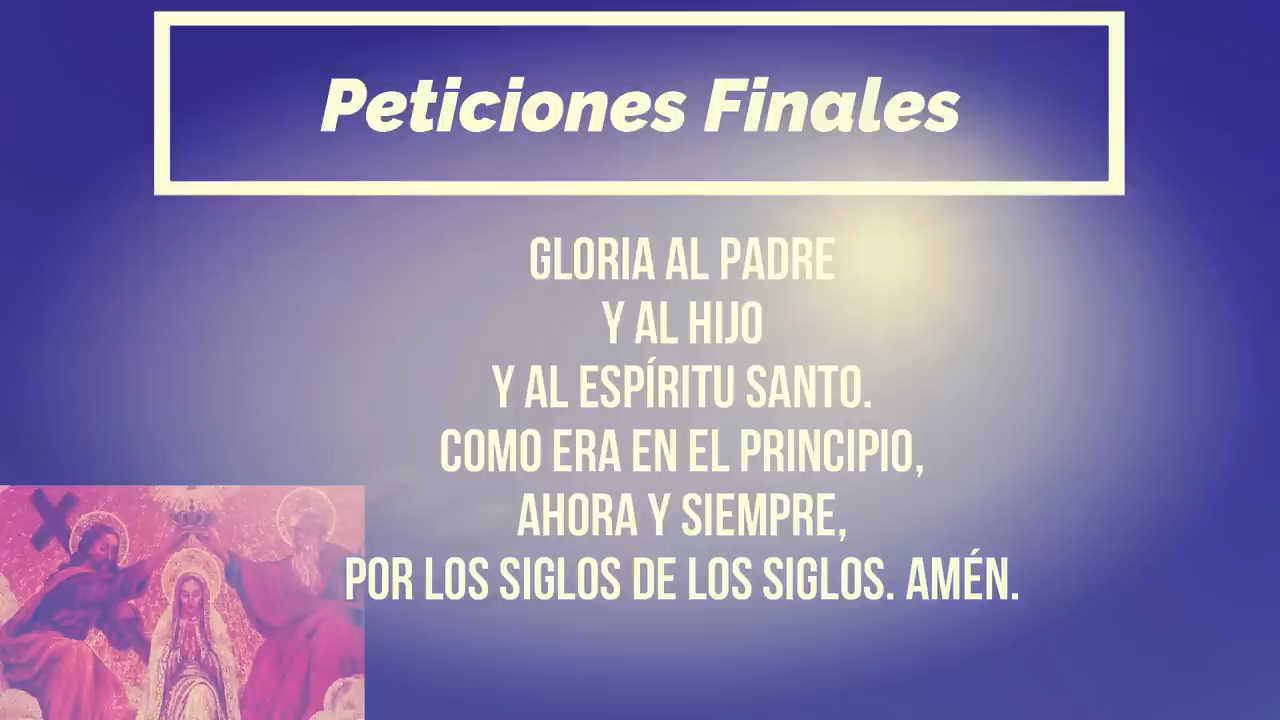 Peticiones Finales
GLORIA AL PADRE
Y AL HIJO
Y AL ESPÍRITU SANTO.
COMO ERA EN EL PRINCIPIO,
AHORA Y SIEMPRE,
POR LOS SIGLOS DE LOS SIGLOS. AMÉN.